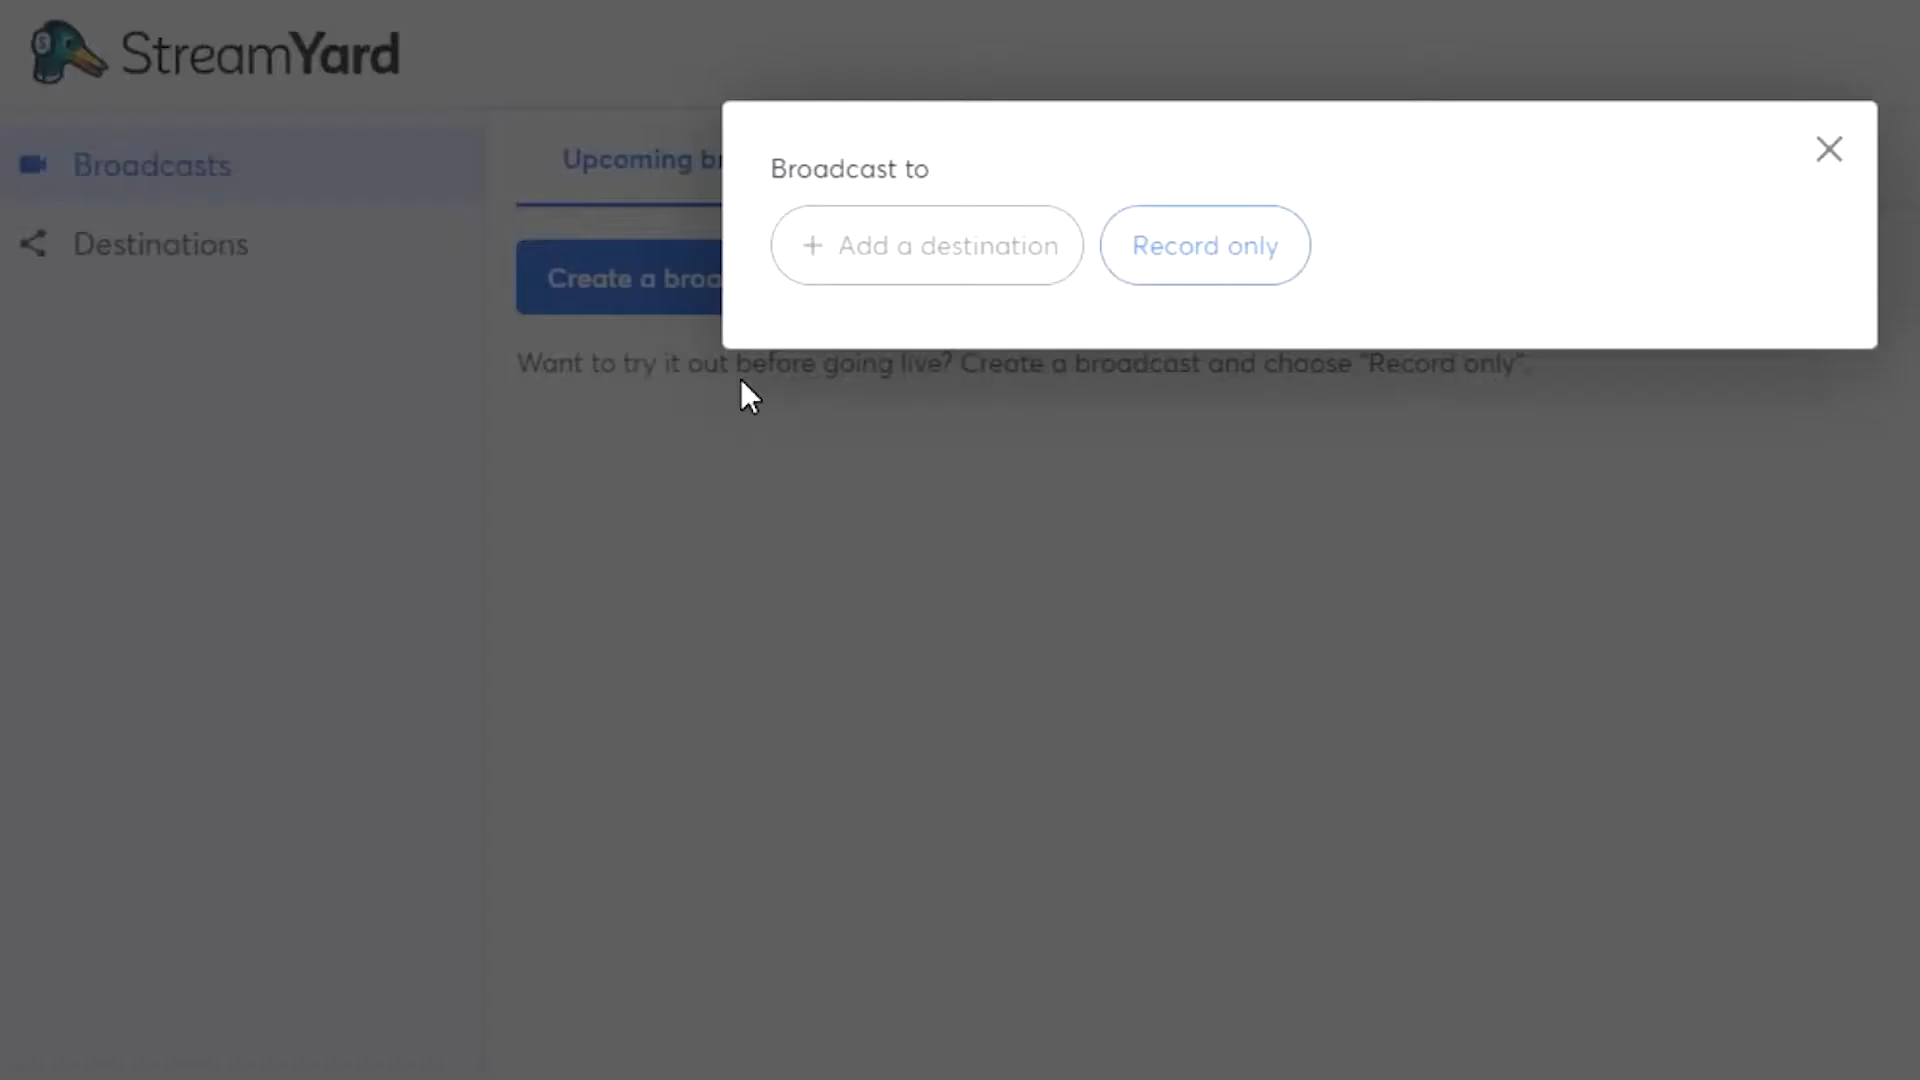 StreamYard
Broadcasts
Destinations
Upcoming
Create a
Broadcast to
+ Add a destination
Record only
Want to try it out before going live? Create a broadcast and choose "Record only".